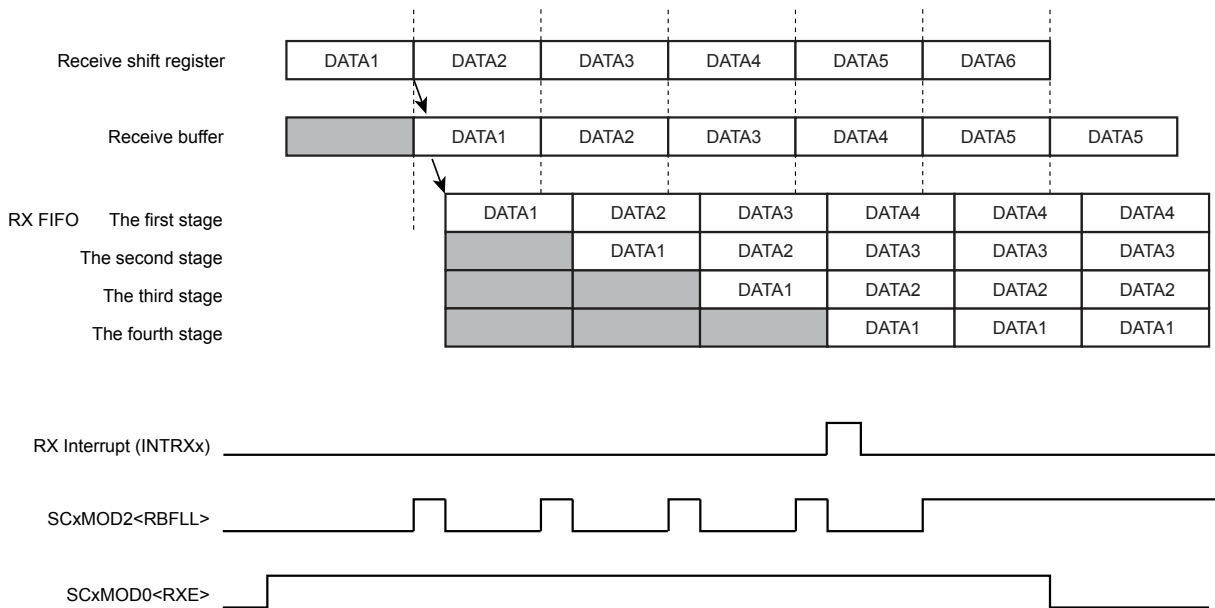 Receive shift register DATA1 DATA2 DATA3 DATA4 DATA5 DATA6
Receive buffer DATA1 DATA2 DATA3 DATA4 DATA5 DATA5
RX FIFO The first stage DATA1 DATA2 DATA3 DATA4 DATA4 DATA4
The second stage DATA1 DATA2 DATA3 DATA3 DATA3
The third stage DATA1 DATA2 DATA2 DATA2
The fourth stage DATA1 DATA1 DATA1
RX Interrupt (INTRXx)
SCxMOD2<RBFLL>
SCxMOD0<RXE>